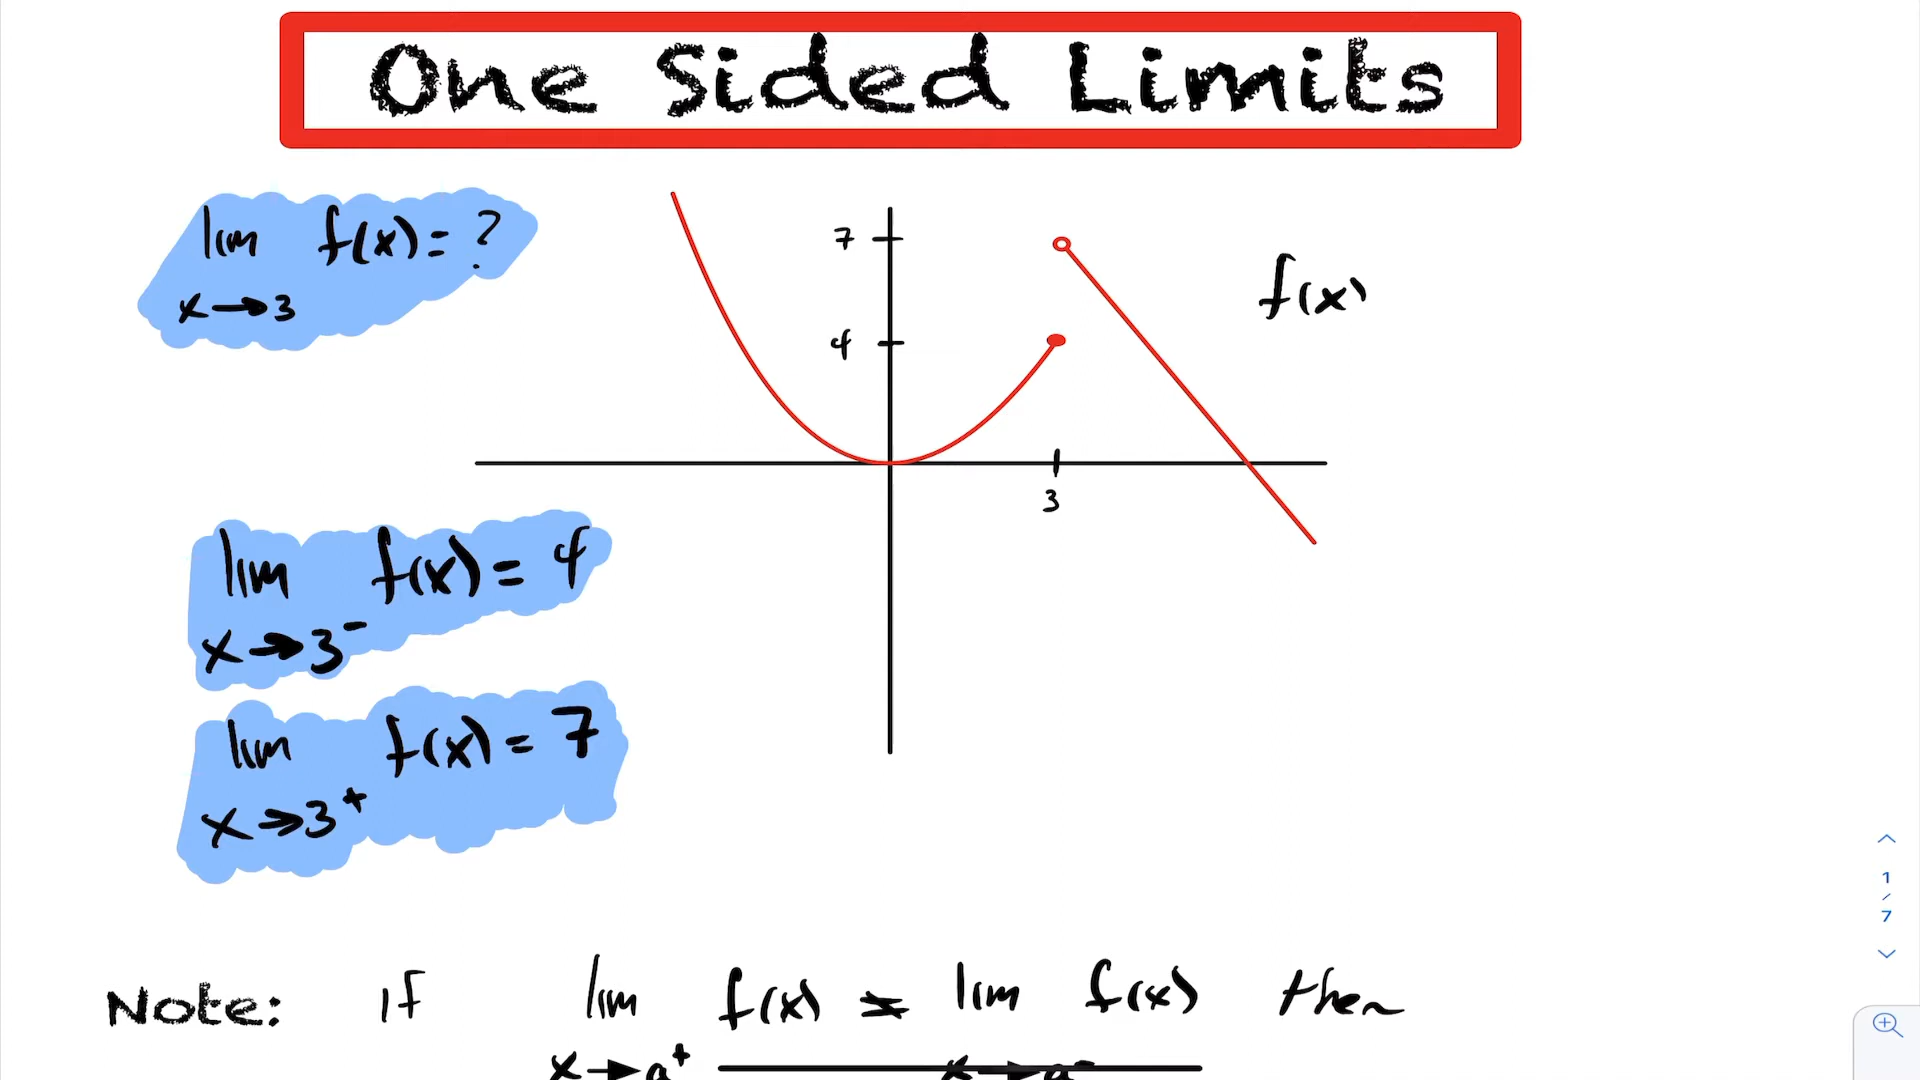 One Sided Limits
lim f(x) = ?
x→3
7
4
3
f(x)
lim f(x) = 4
x→3⁻
lim f(x) = 7
x→3⁺
1
/
7
Note: If lim f(x) = lim f(x) then
x→a⁺ x→a⁻